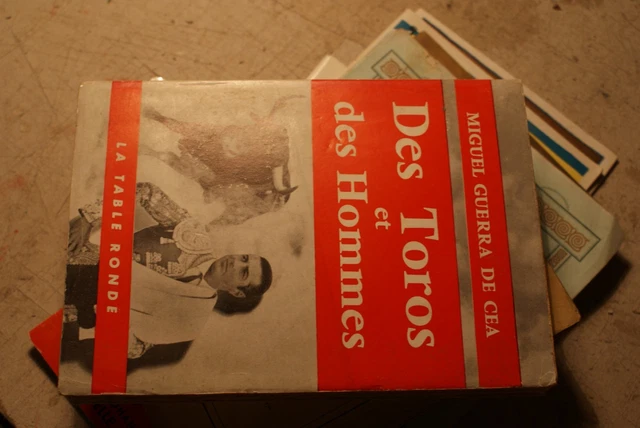 MIGUEL GUERRA DE CEA
Des Toros
et
des Hommes
LA TABLE RONDE